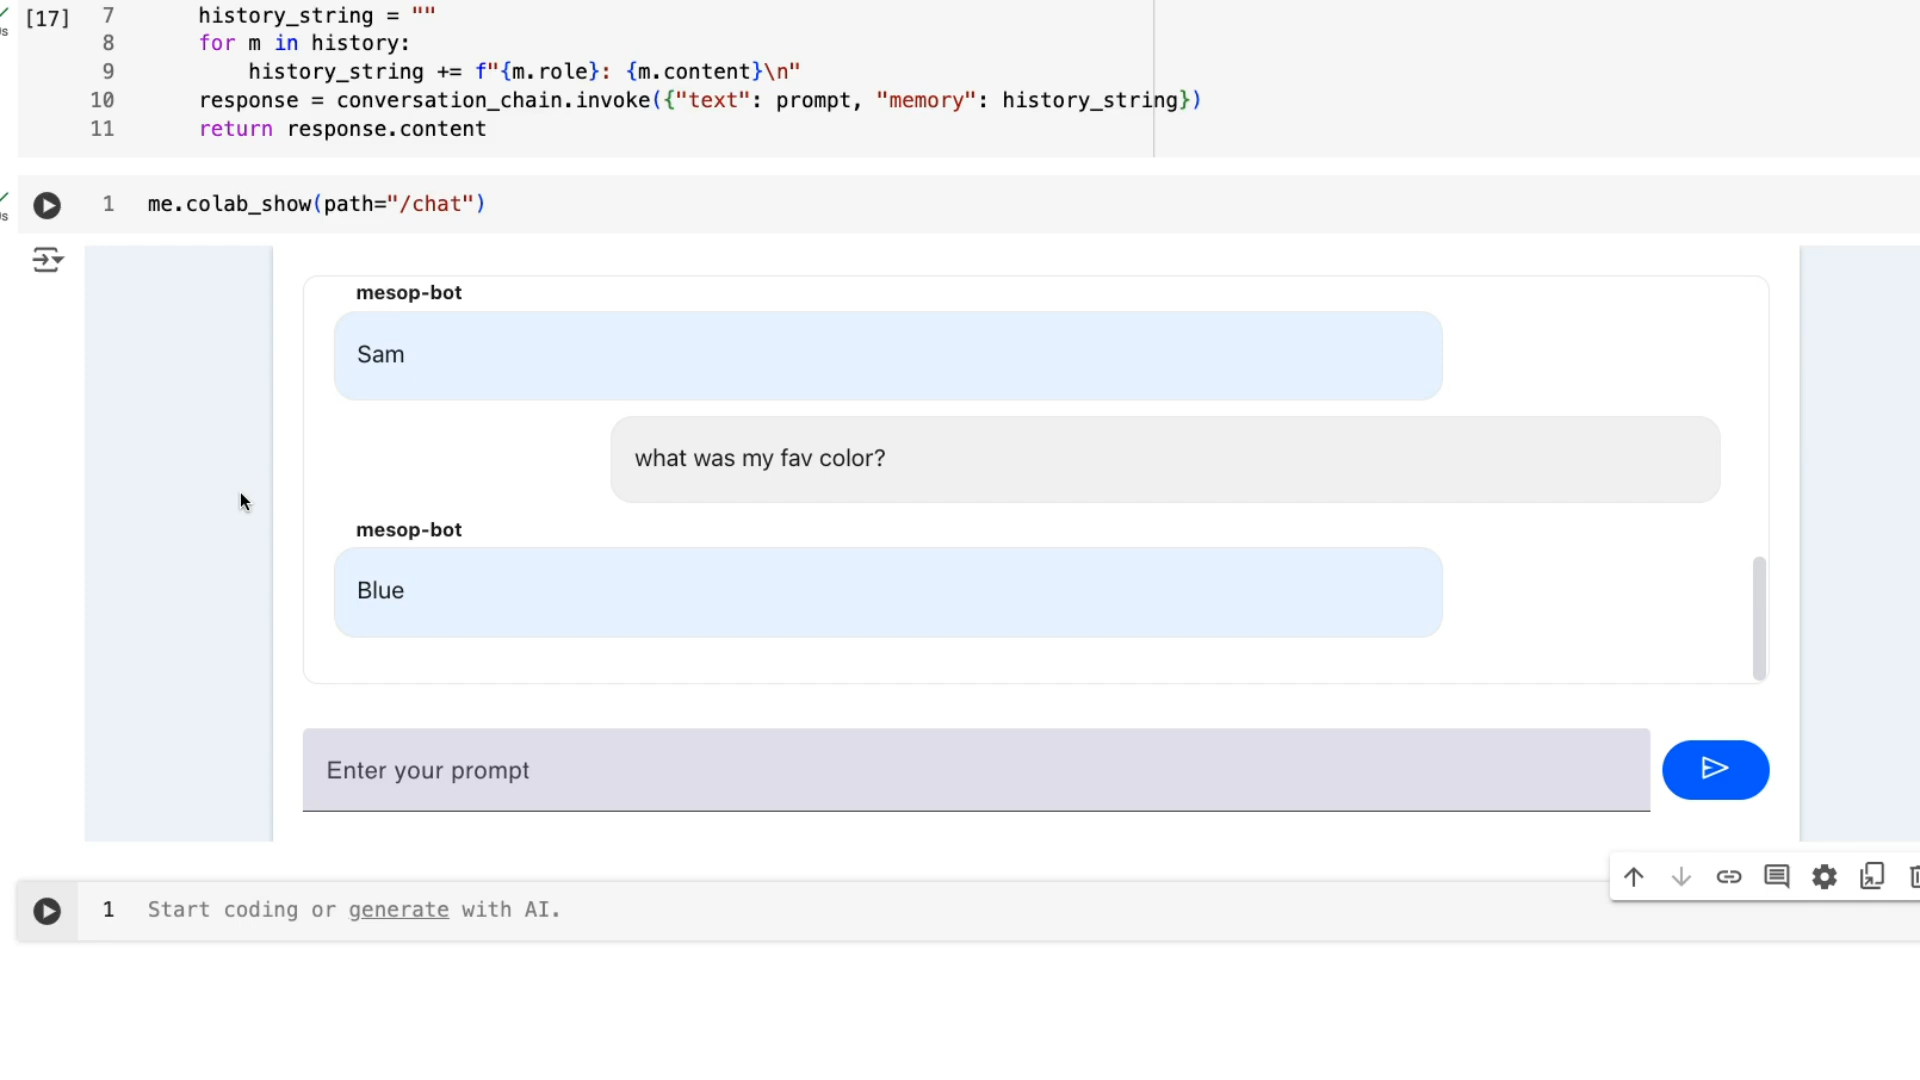 [17] 7 history_string = ""
8 for m in history:
9 history_string += f"{m.role}: {m.content}\n"
10 response = conversation_chain.invoke({"text": prompt, "memory": history_string})
11 return response.content
1 me.colab_show(path="/chat")
mesop-bot
Sam
what was my fav color?
mesop-bot
Blue
Enter your prompt
1 Start coding or generate with AI.